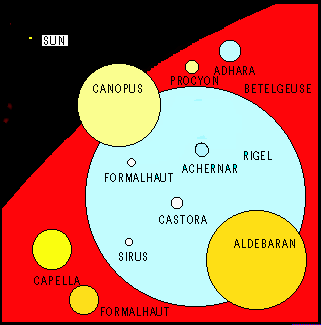 SUN
ADHARA
PROCYON
CANOPUS
BETELGEUSE
RIGEL
ACHERNAR
FORMALHAUT
CASTORA
ALDEBARAN
SIRUS
CAPELLA
FORMALHAUT